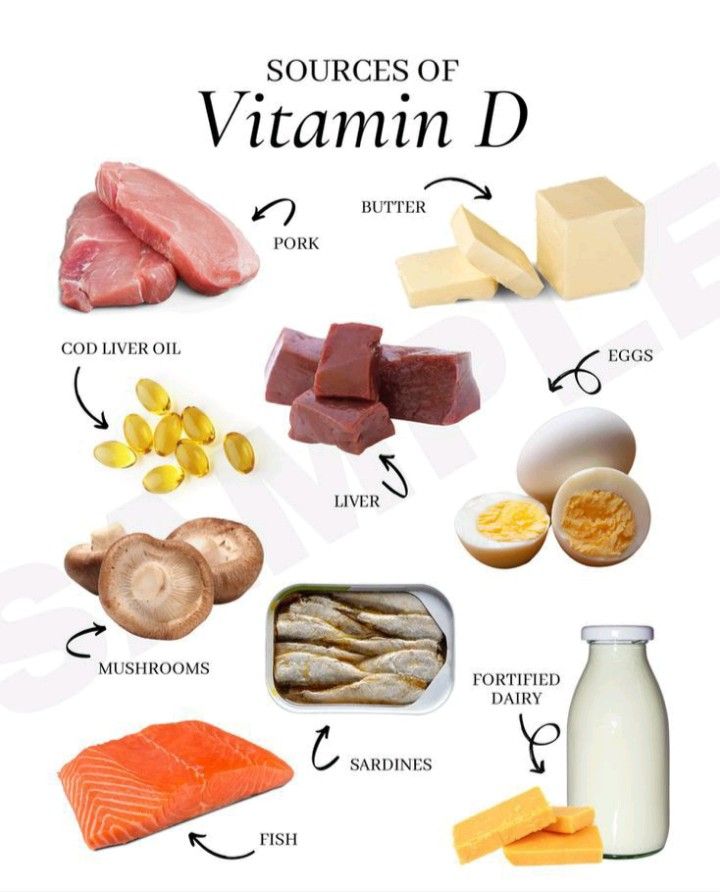 SOURCES OF
Vitamin D
BUTTER
PORK
COD LIVER OIL
EGGS
LIVER
MUSHROOMS
FORTIFIED
DAIRY
SARDINES
FISH
SAMPLE